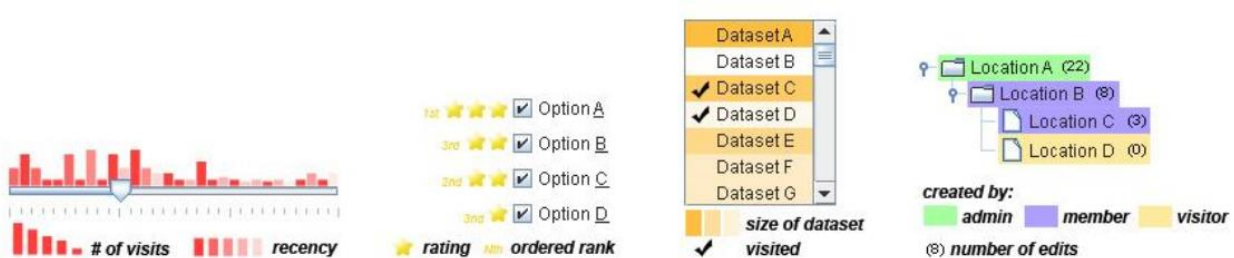 # of visits
recency
1st Option A
3rd Option B
2nd Option C
3nd Option D
rating
Nth ordered rank
Dataset A
Dataset B
Dataset C
Dataset D
Dataset E
Dataset F
Dataset G
size of dataset
visited
Location A (22)
Location B (8)
Location C (3)
Location D (0)
created by:
admin member visitor
(8) number of edits